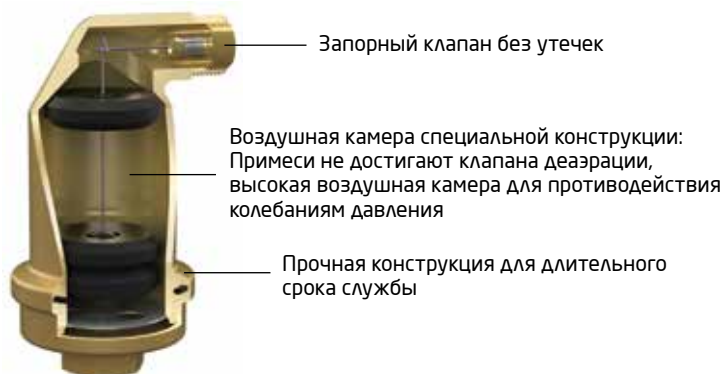 Запорный клапан без утечек
Воздушная камера специальной конструкции:
Примеси не достигают клапана деаэрации,
высокая воздушная камера для противодействия
колебаниям давления
Прочная конструкция для длительного
срока службы